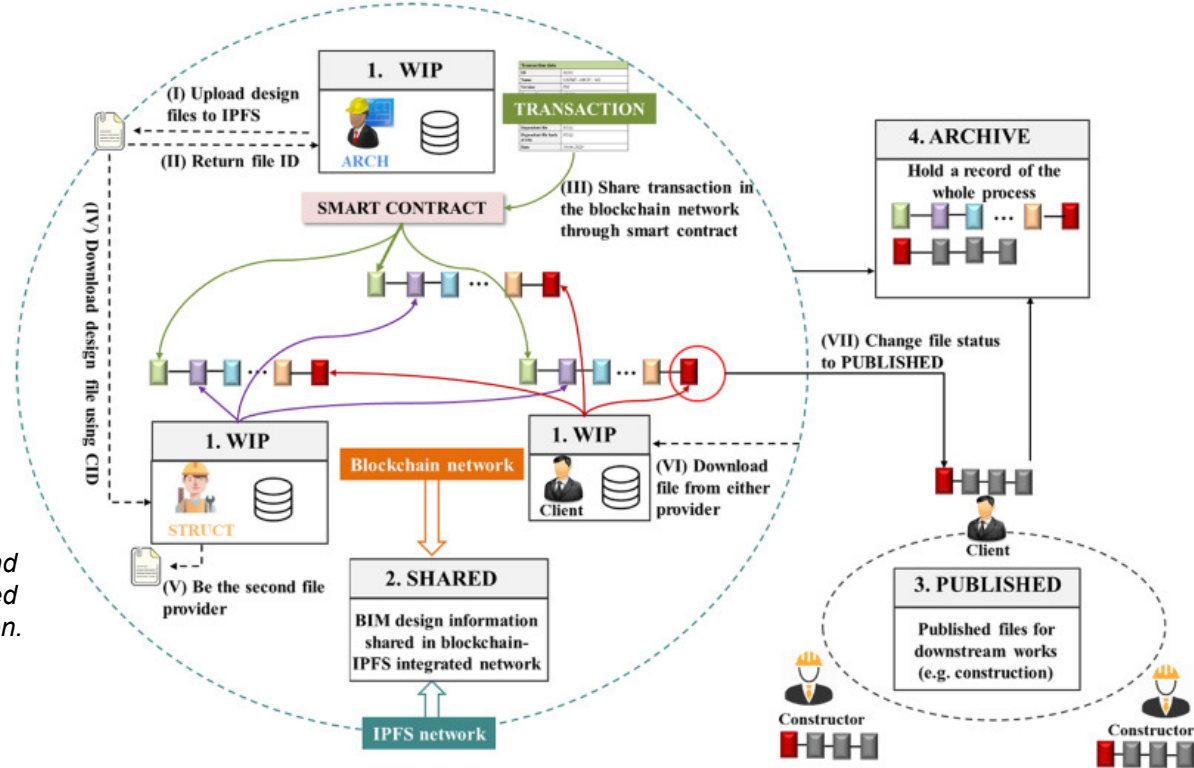 1. WIP
ARCH
(I) Upload design
files to IPFS
(II) Return file ID
Transaction data
TRANSACTION
SMART CONTRACT
(III) Share transaction in
the blockchain network
through smart contract
(IV) Download design file using CID
1. WIP
STRUCT
(V) Be the second file
provider
Blockchain network
1. WIP
Client
(VI) Download
file from either
provider
2. SHARED
BIM design information
shared in blockchain-
IPFS integrated network
IPFS network
4. ARCHIVE
Hold a record of the
whole process
(VII) Change file status
to PUBLISHED
Client
3. PUBLISHED
Published files for
downstream works
(e.g. construction)
Constructor
Constructor